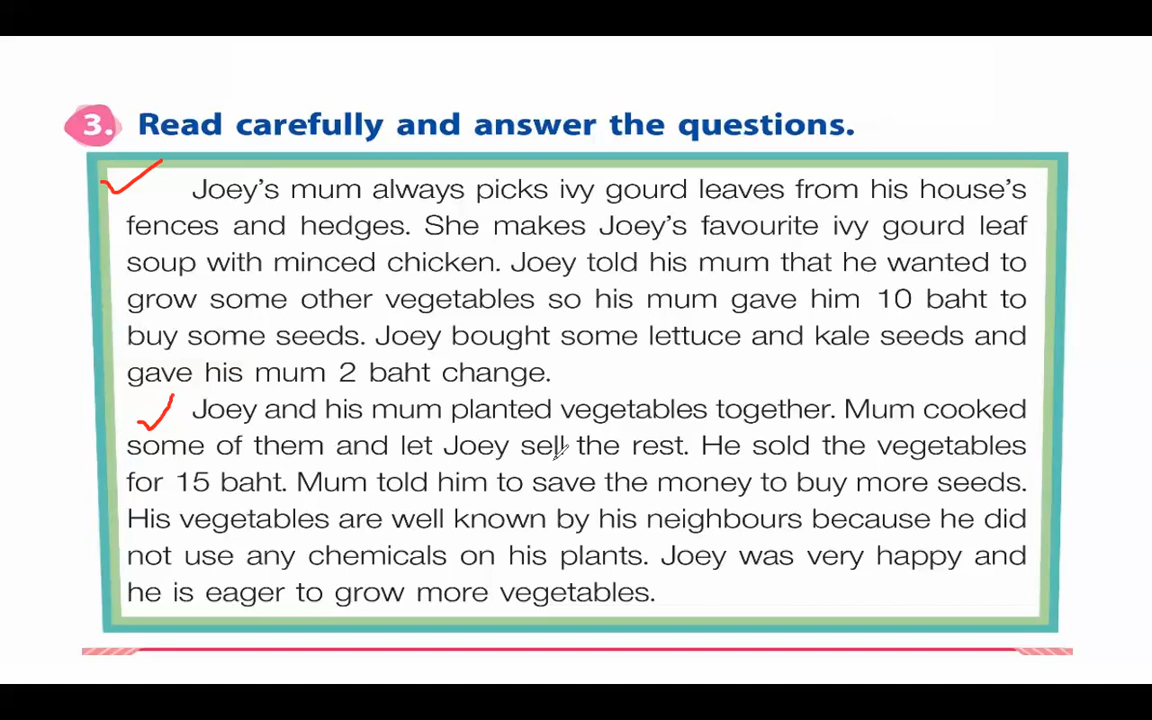 3. Read carefully and answer the questions.
Joey's mum always picks ivy gourd leaves from his house's
fences and hedges. She makes Joey's favourite ivy gourd leaf
soup with minced chicken. Joey told his mum that he wanted to
grow some other vegetables so his mum gave him 10 baht to
buy some seeds. Joey bought some lettuce and kale seeds and
gave his mum 2 baht change.
Joey and his mum planted vegetables together. Mum cooked
some of them and let Joey sell the rest. He sold the vegetables
for 15 baht. Mum told him to save the money to buy more seeds.
His vegetables are well known by his neighbours because he did
not use any chemicals on his plants. Joey was very happy and
he is eager to grow more vegetables.